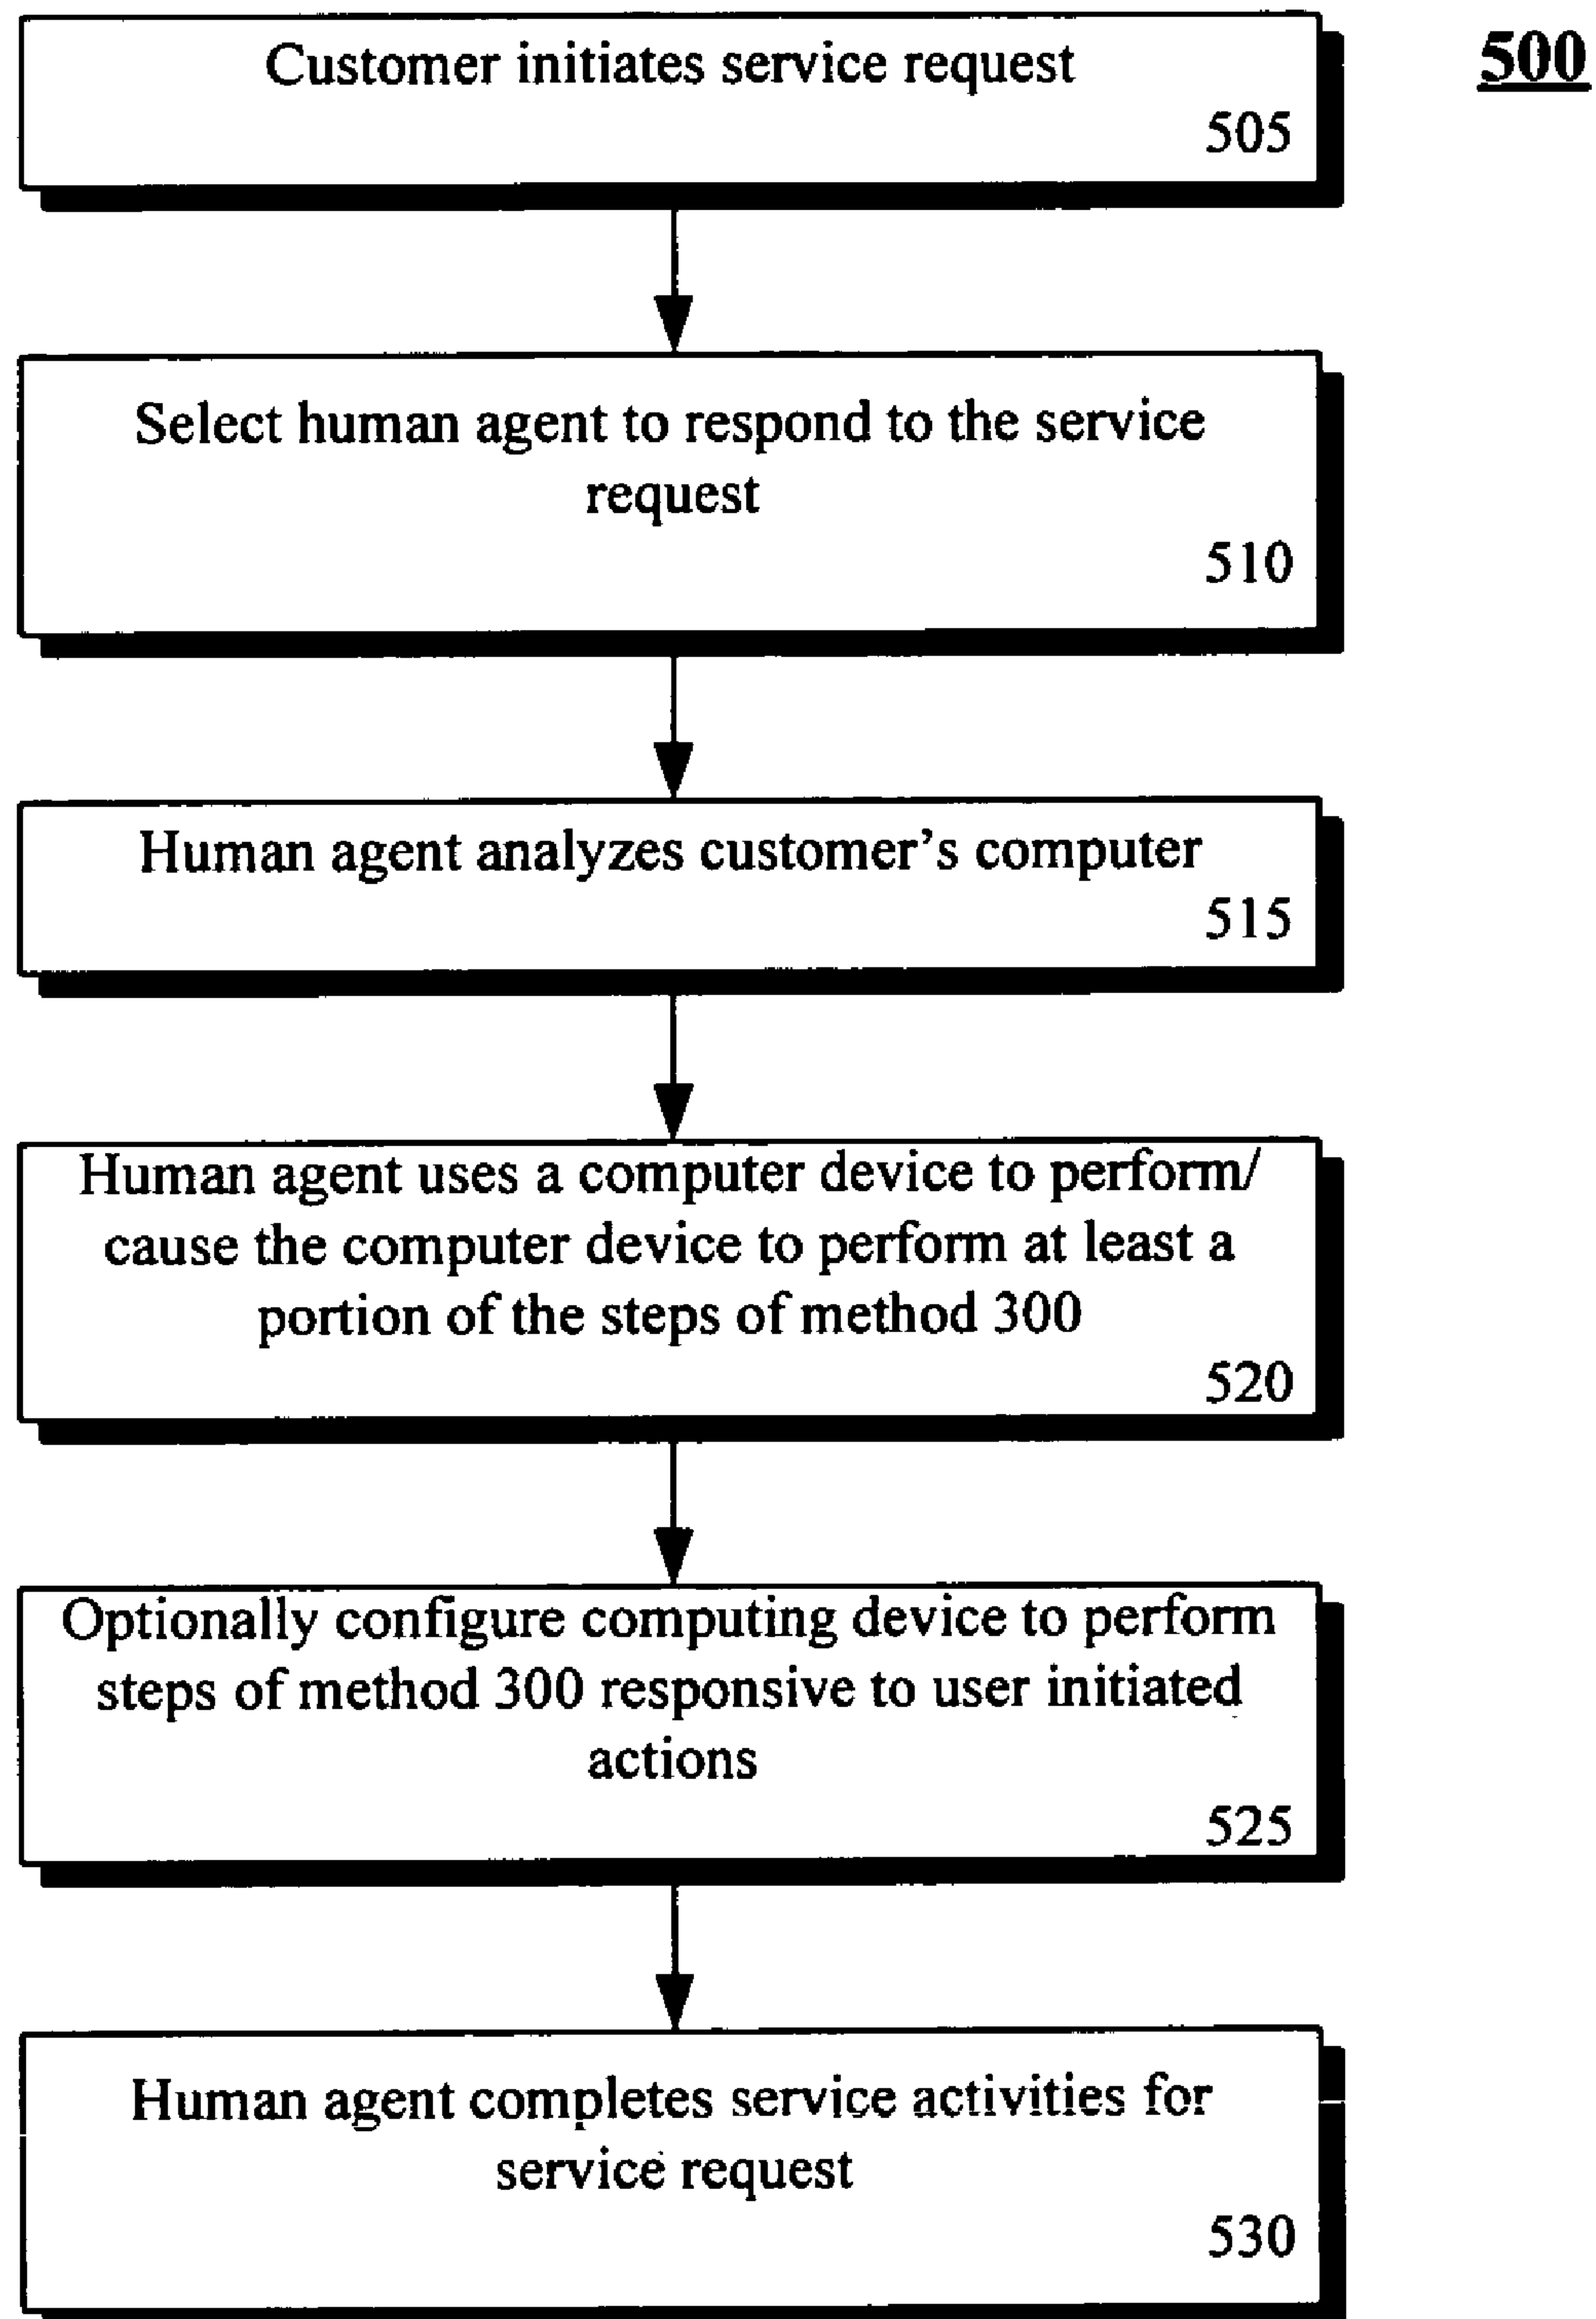 500
Customer initiates service request
505
Select human agent to respond to the service
request
510
Human agent analyzes customer's computer
515
Human agent uses a computer device to perform/
cause the computer device to perform at least a
portion of the steps of method 300
520
Optionally configure computing device to perform
steps of method 300 responsive to user initiated
actions
525
Human agent completes service activities for
service request
530